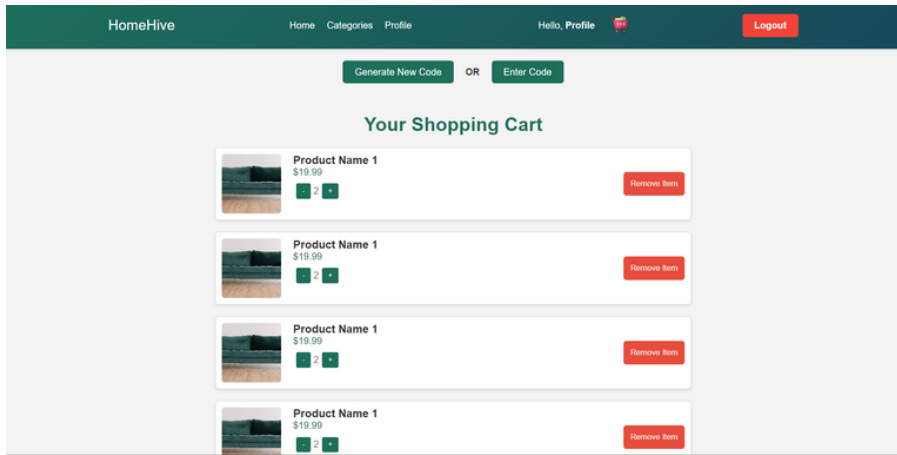 HomeHive Home Categories Profile Hello, Profile Logout
Generate New Code OR Enter Code
Your Shopping Cart
Product Name 1
$19.99
- 2 +
Remove Item
Product Name 1
$19.99
- 2 +
Remove Item
Product Name 1
$19.99
- 2 +
Remove Item
Product Name 1
$19.99
- 2 +
Remove Item